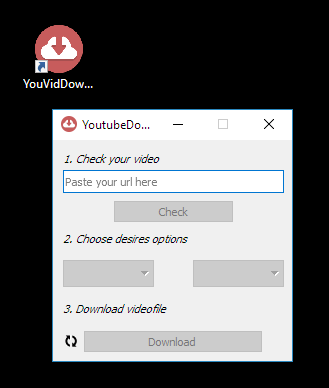 YouVidDow...
YoutubeDo...
1. Check your video
Paste your url here
Check
2. Choose desires options
3. Download videofile
Download